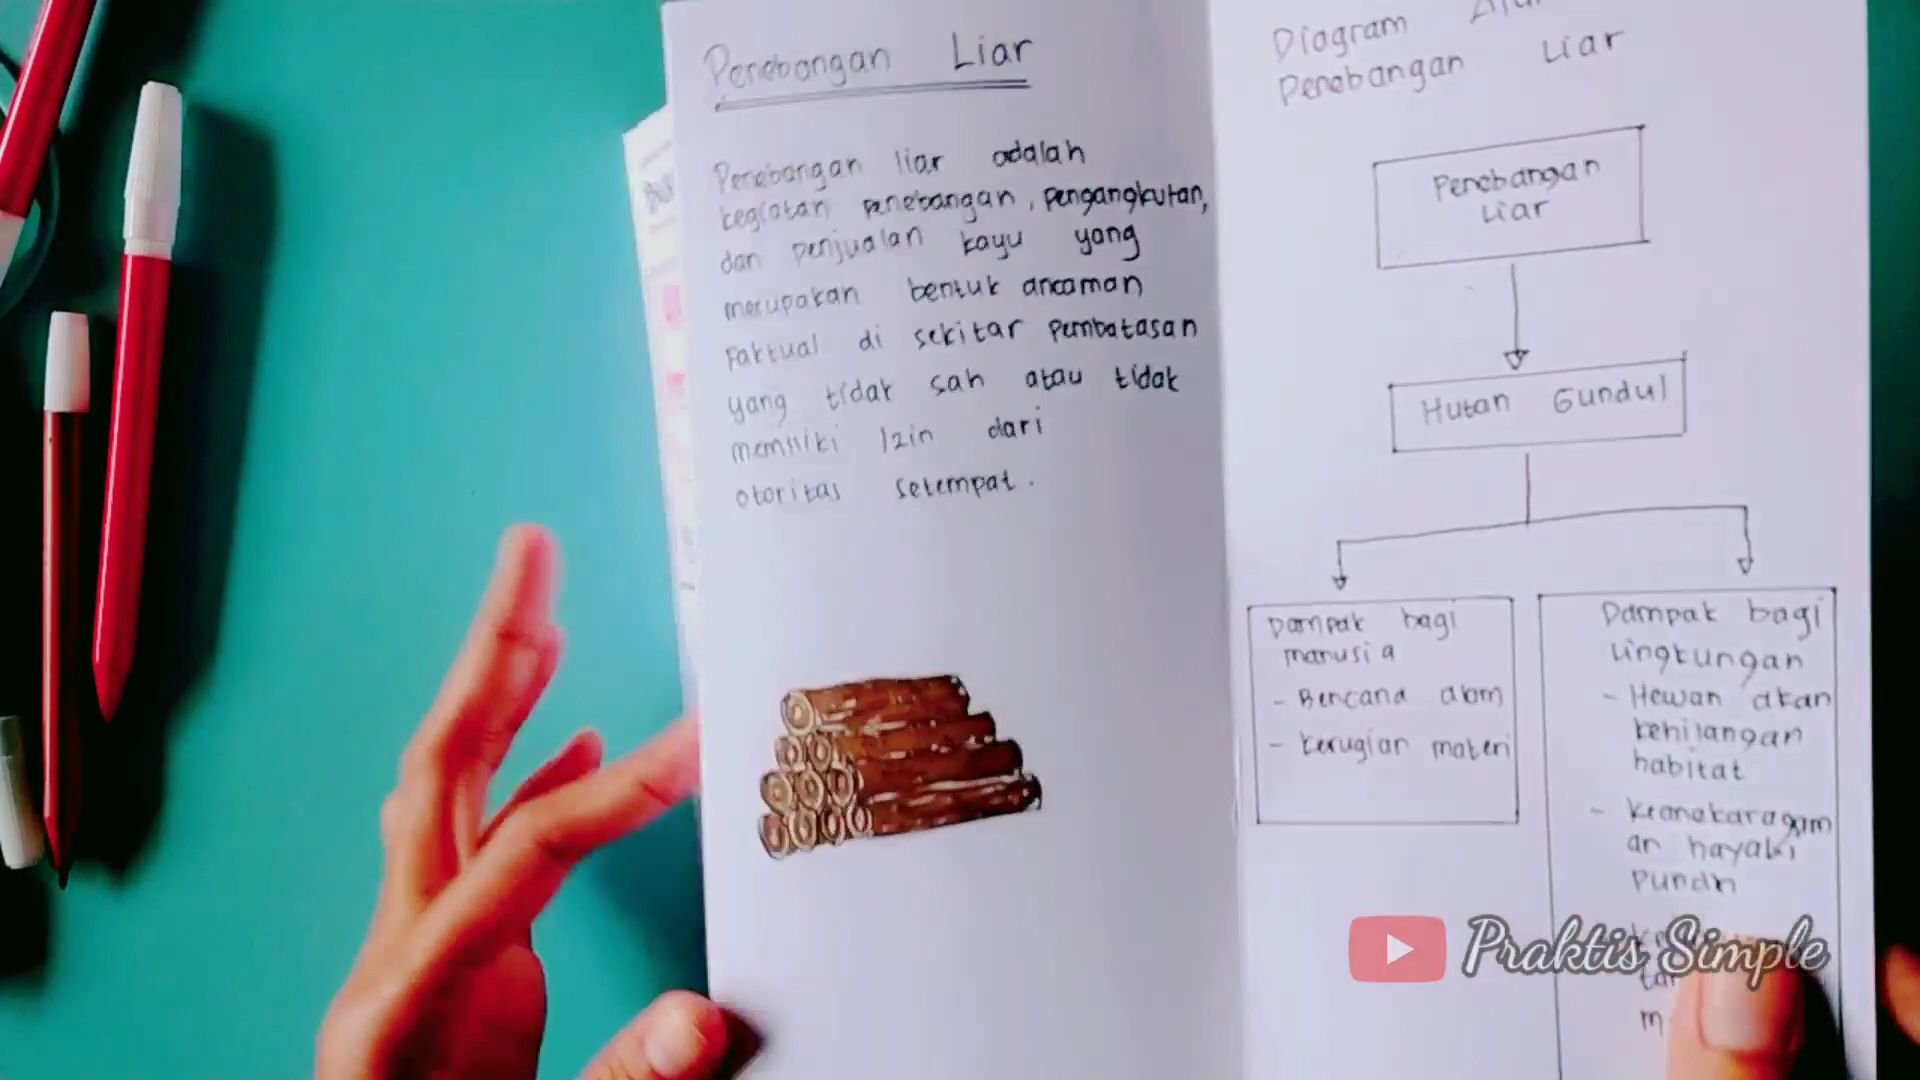 Penebangan Liar
Penebangan liar adalah
kegiatan penebangan, pengangkutan,
dan penjualan kayu yang
merupakan bentuk ancaman
Faktual di sekitar pembatasan
yang tidak sah atau tidak
memiliki Izin dari
otoritas setempat.
Diagram Alur
Penebangan Liar
Penebangan
Liar
Hutan Gundul
Dampak bagi
manusia
- Bencana alam
- kerugian materi
Dampak bagi
lingkungan
- Hewan akan
kehilangan
habitat
- Keanekaragam
an hayati
Punah
Praktis Simple